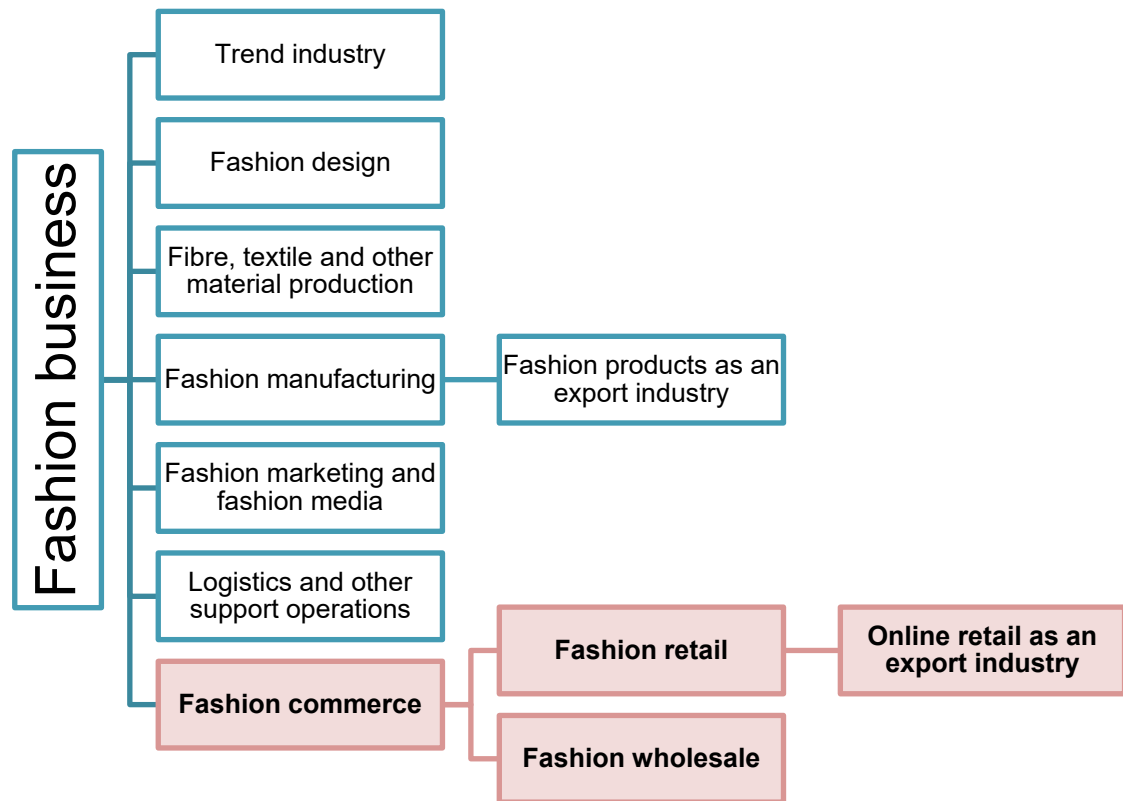 Fashion business
Trend industry
Fashion design
Fibre, textile and other
material production
Fashion manufacturing
Fashion products as an
export industry
Fashion marketing and
fashion media
Logistics and other
support operations
Fashion commerce
Fashion retail
Online retail as an
export industry
Fashion wholesale